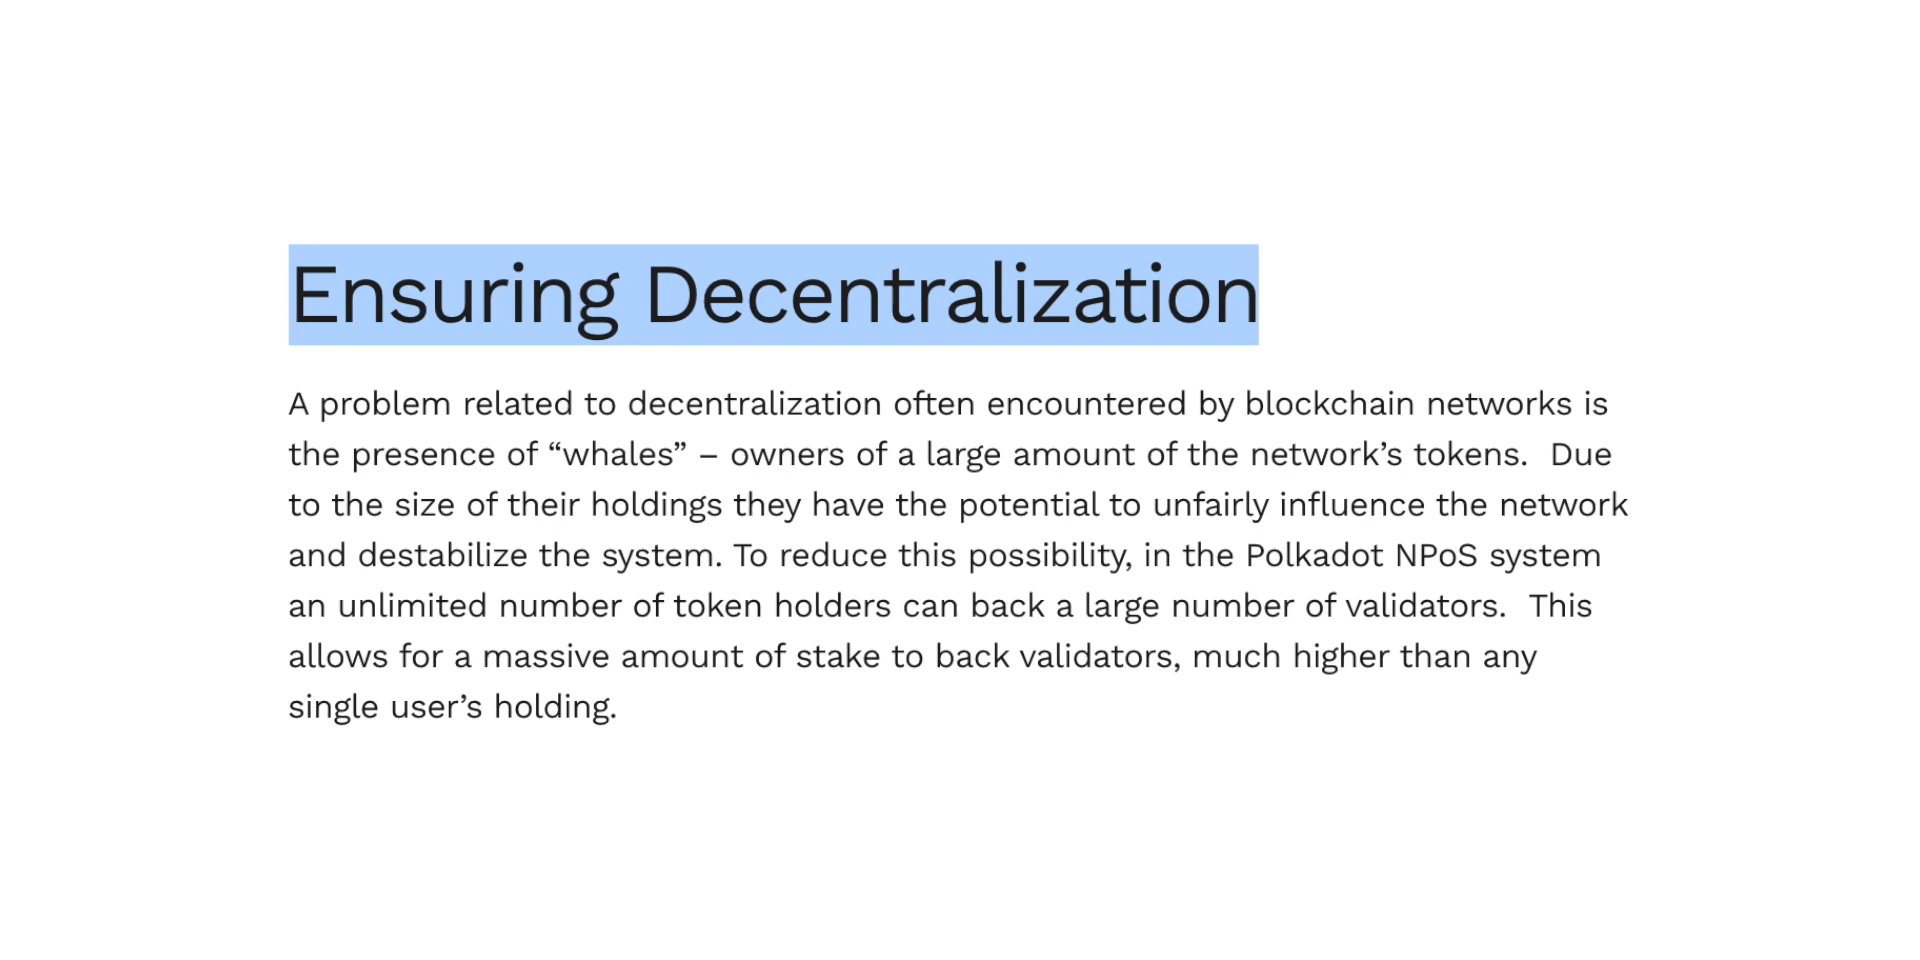 Ensuring Decentralization
A problem related to decentralization often encountered by blockchain networks is
the presence of “whales” – owners of a large amount of the network’s tokens.  Due
to the size of their holdings they have the potential to unfairly influence the network
and destabilize the system. To reduce this possibility, in the Polkadot NPoS system
an unlimited number of token holders can back a large number of validators.  This
allows for a massive amount of stake to back validators, much higher than any
single user’s holding.